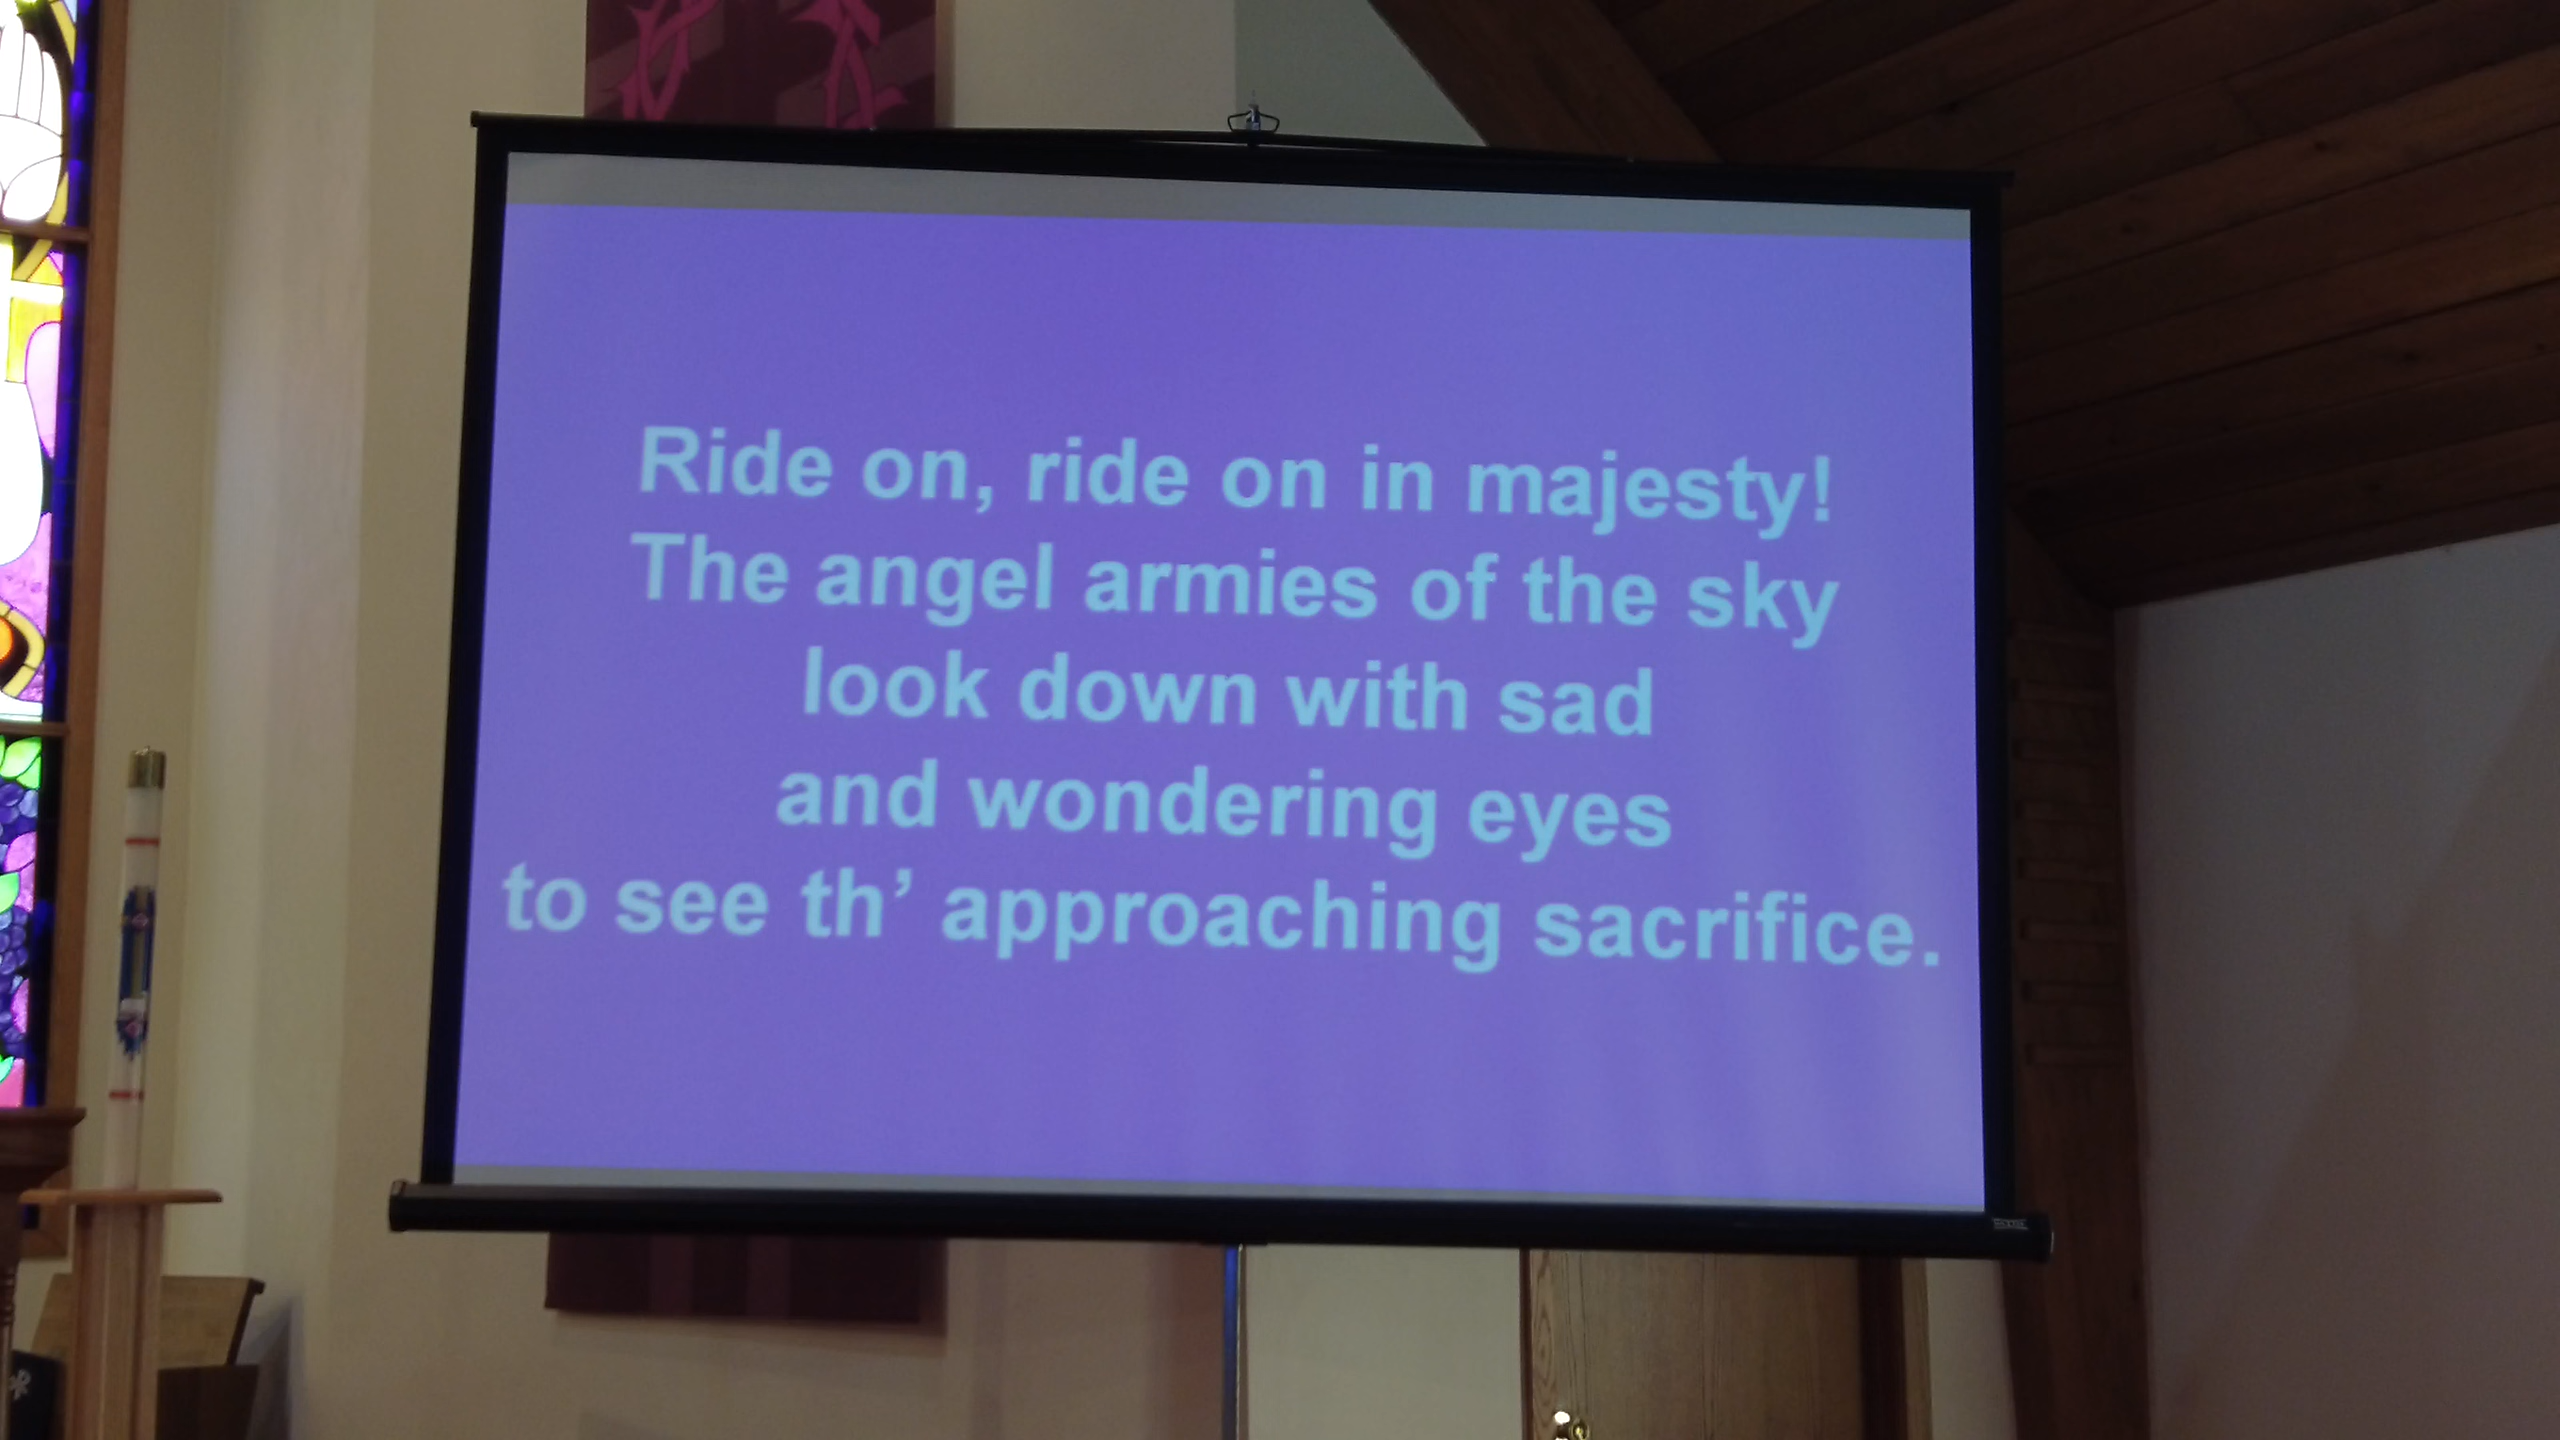 Ride on, ride on in majesty!
The angel armies of the sky
look down with sad
and wondering eyes
to see th’ approaching sacrifice.